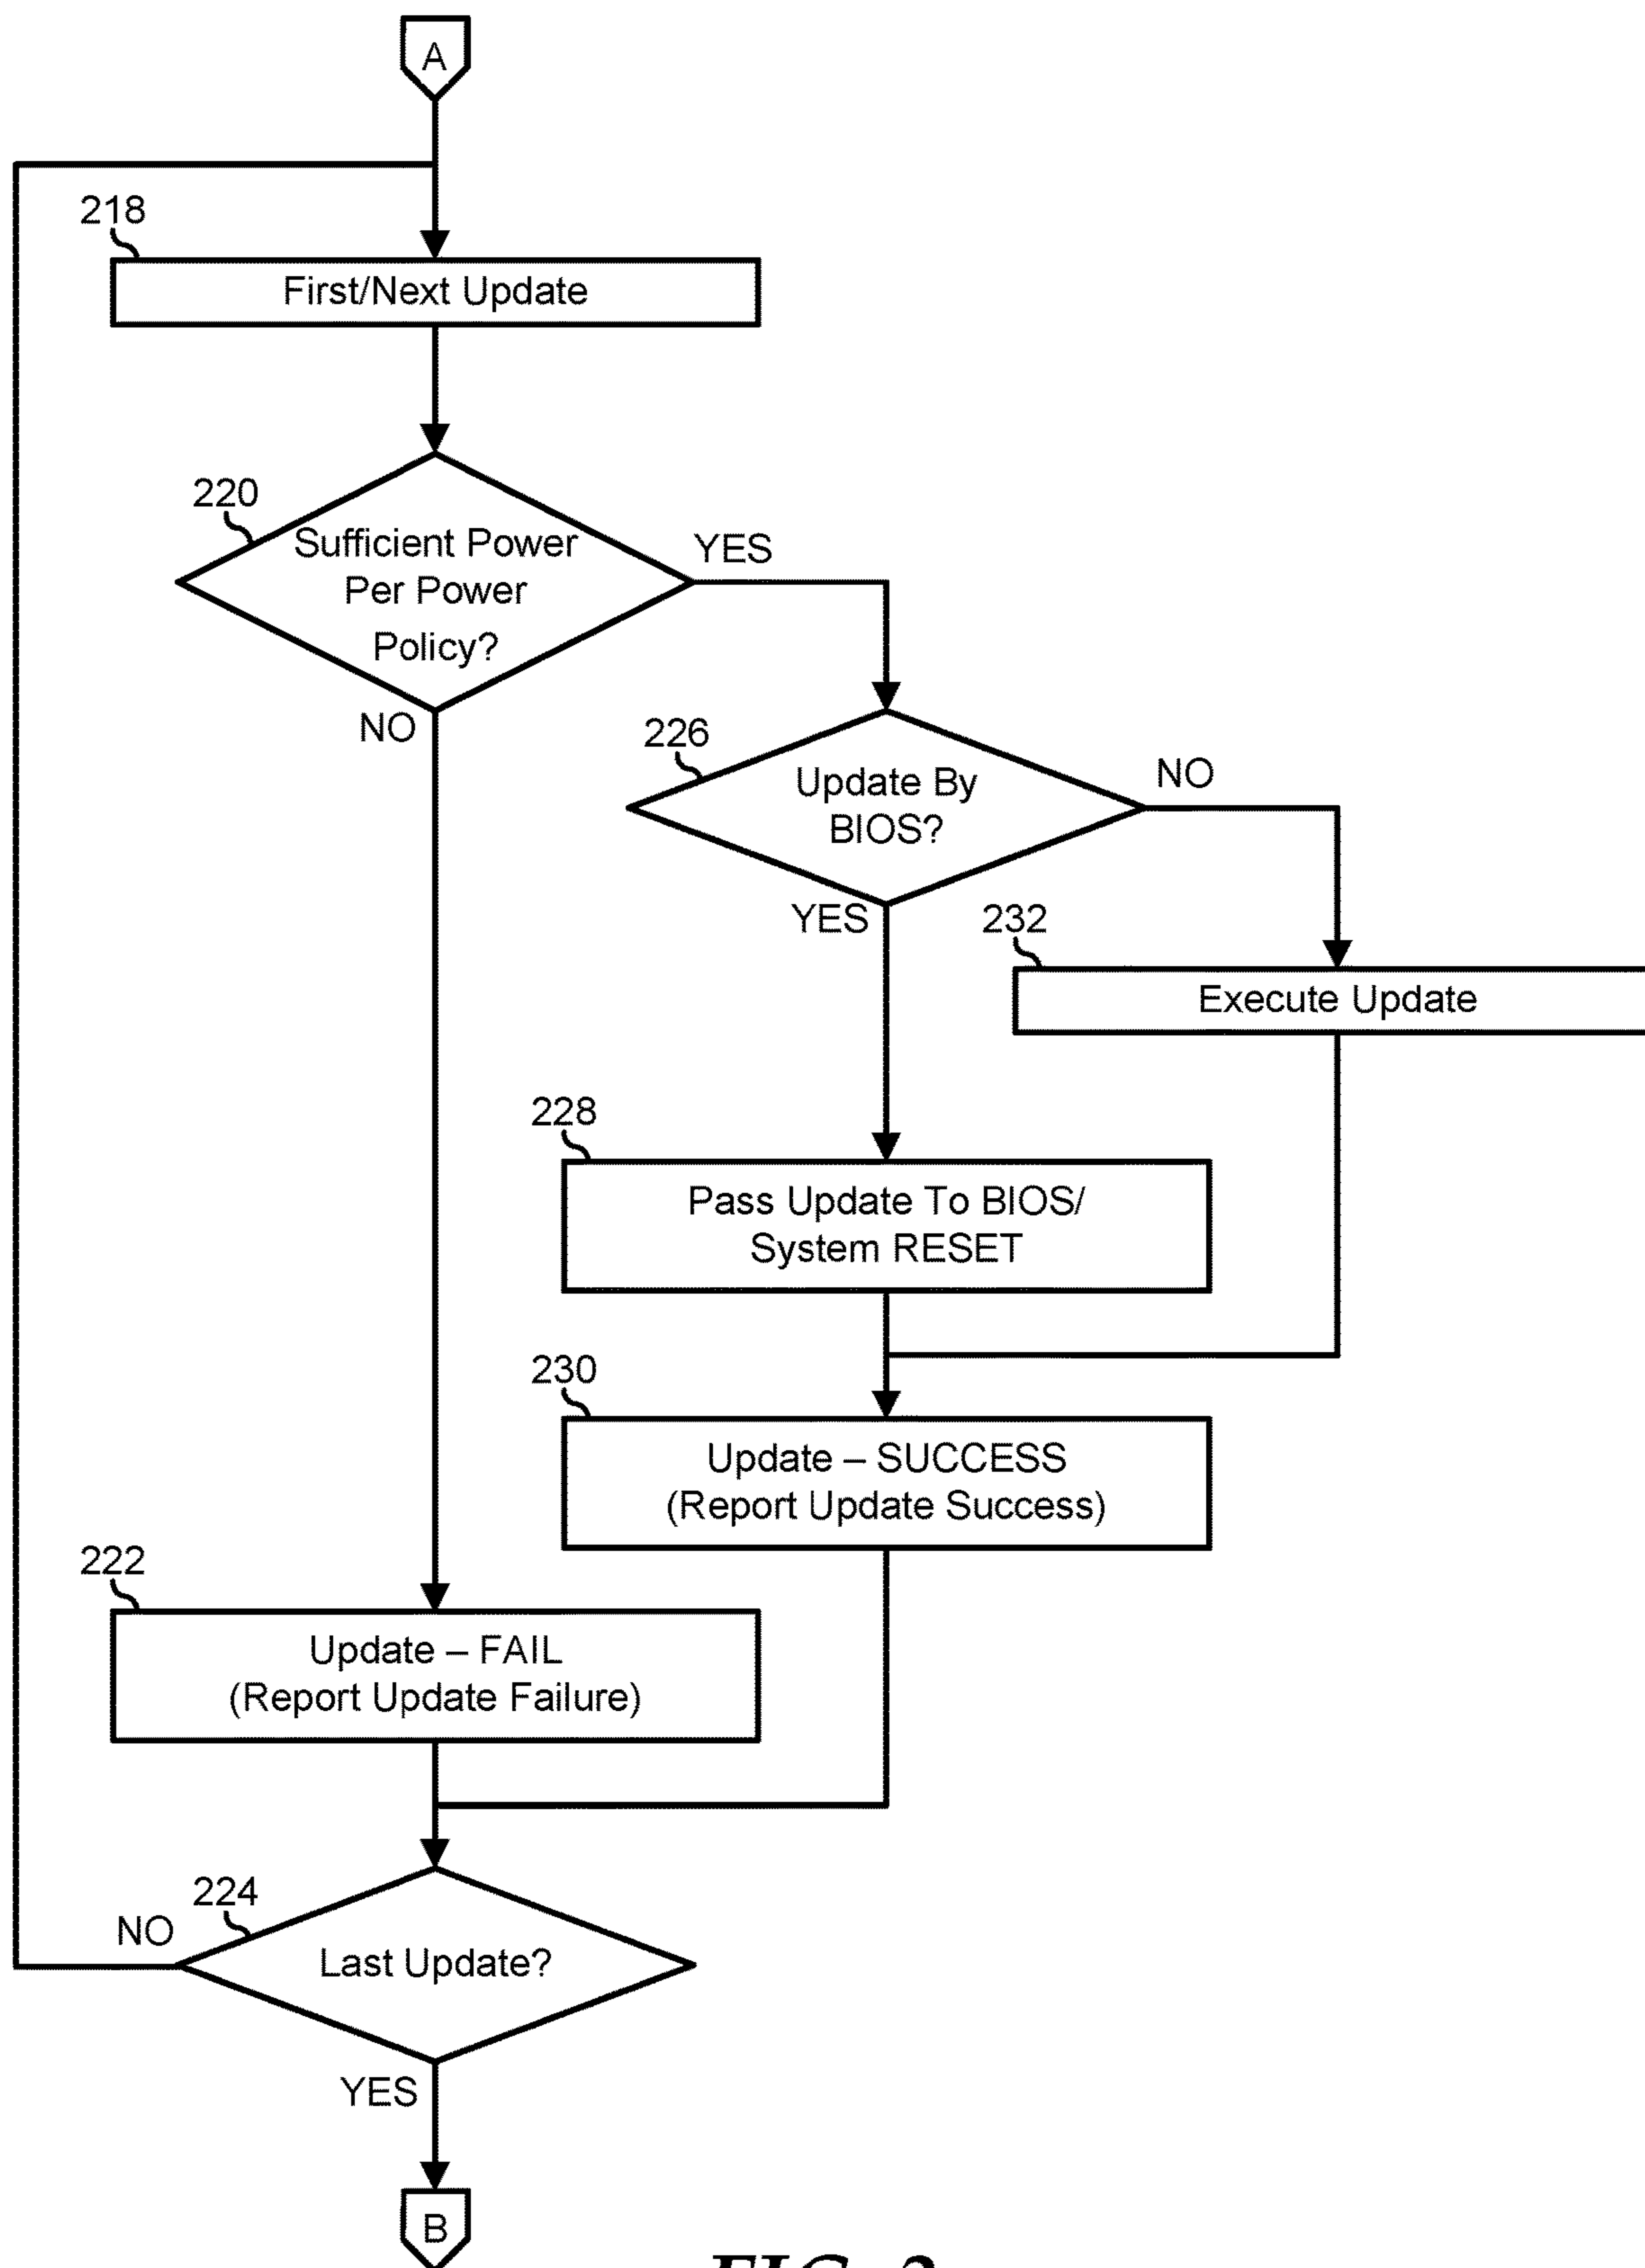 A
218
First/Next Update
220
Sufficient Power
Per Power
Policy?
YES
NO
226
Update By
BIOS?
NO
YES
232
Execute Update
228
Pass Update To BIOS/
System RESET
230
Update – SUCCESS
(Report Update Success)
222
Update – FAIL
(Report Update Failure)
224
NO
Last Update?
YES
B